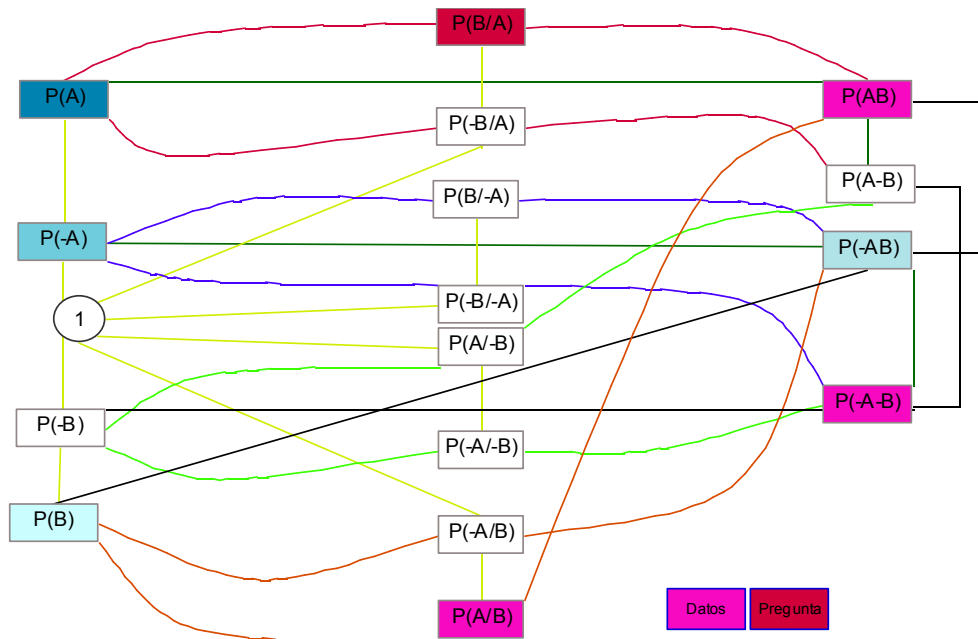 P(B/A)
P(A)
P(AB)
P(-B/A)
P(A-B)
P(B/-A)
P(-A)
P(-AB)
P(-B/-A)
1
P(A/-B)
P(-A-B)
P(-B)
P(-A/-B)
P(B)
P(-A/B)
P(A/B)
Datos
Pregunta